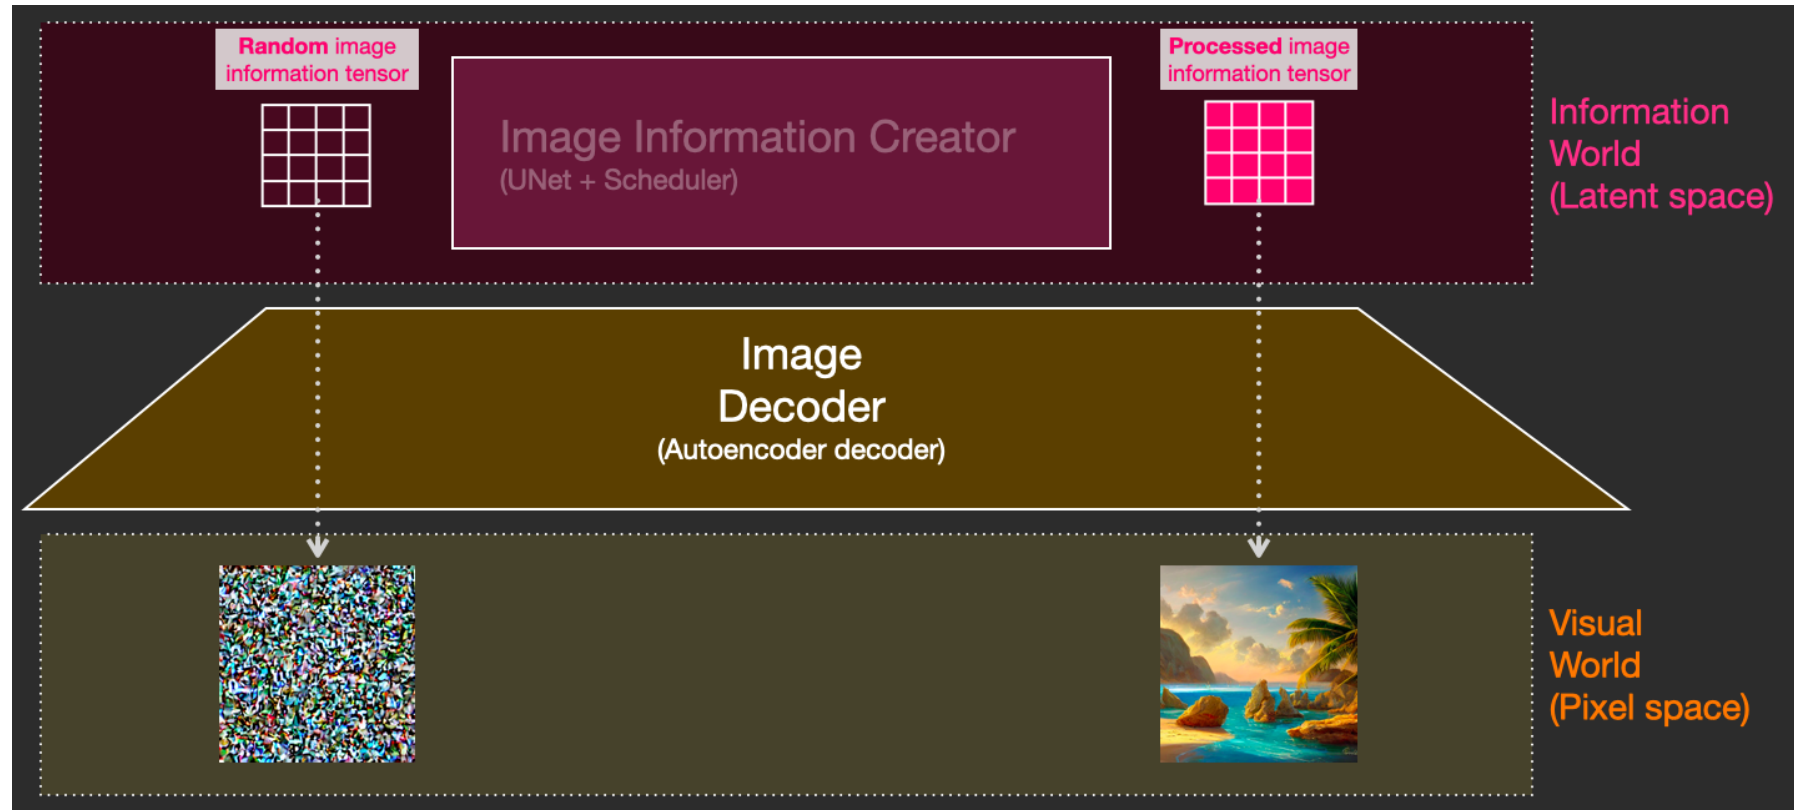 Random image
information tensor
Image Information Creator
(UNet + Scheduler)
Processed image
information tensor
Information
World
(Latent space)
Image
Decoder
(Autoencoder decoder)
Visual
World
(Pixel space)